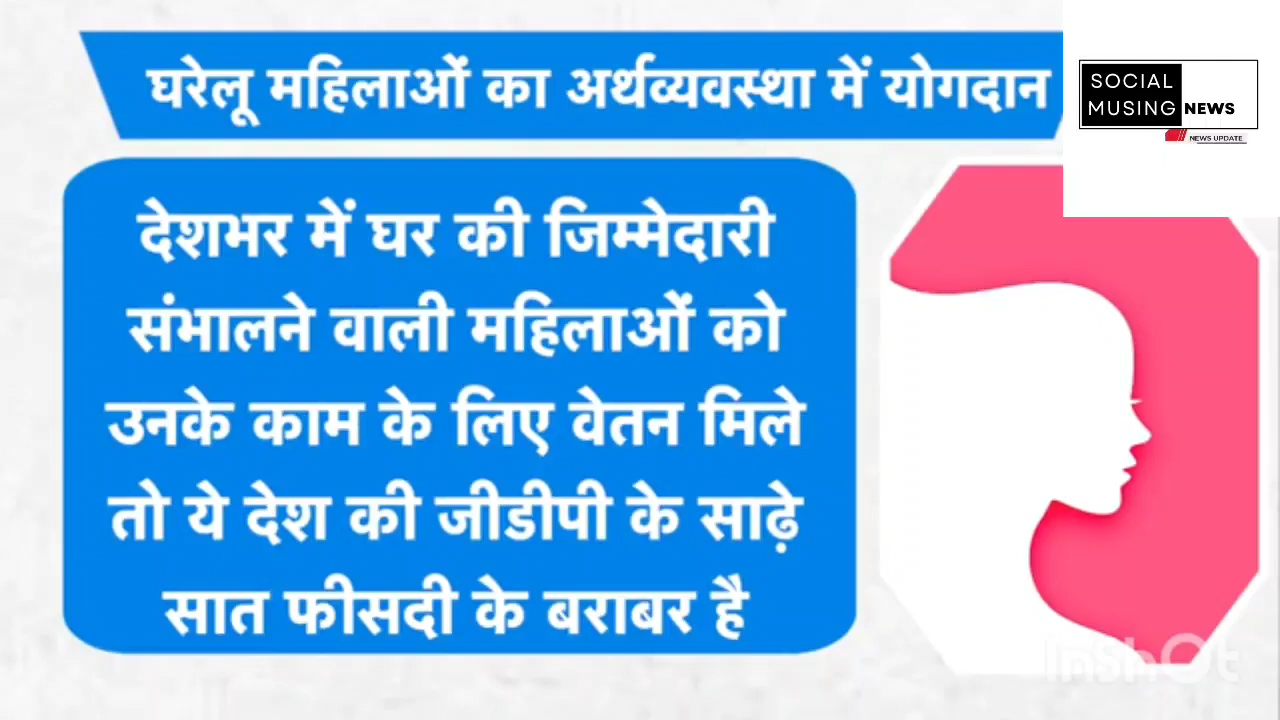 घरेलू महिलाओं का अर्थव्यवस्था में योगदान
SOCIAL
MUSING NEWS
NEWS UPDATE
देशभर में घर की जिम्मेदारी
संभालने वाली महिलाओं को
उनके काम के लिए वेतन मिले
तो ये देश की जीडीपी के साढ़े
सात फीसदी के बराबर है
InShOt